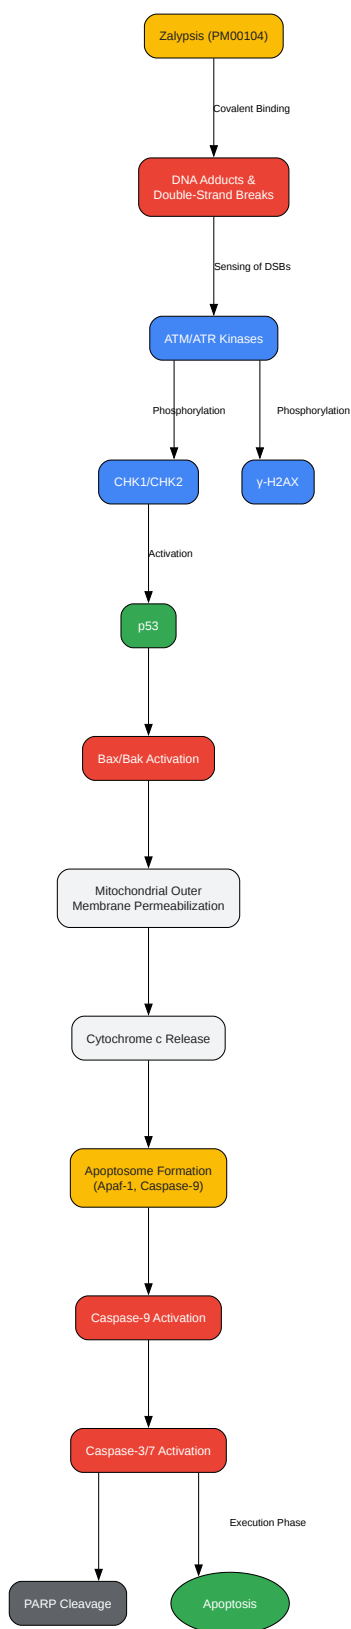 Zalypsis (PM00104)
Covalent Binding
DNA Adducts &
Double-Strand Breaks
Sensing of DSBs
ATM/ATR Kinases
Phosphorylation
Phosphorylation
CHK1/CHK2
γ-H2AX
Activation
p53
Bax/Bak Activation
Mitochondrial Outer
Membrane Permeabilization
Cytochrome c Release
Apoptosome Formation
(Apaf-1, Caspase-9)
Caspase-9 Activation
Caspase-3/7 Activation
Execution Phase
PARP Cleavage
Apoptosis